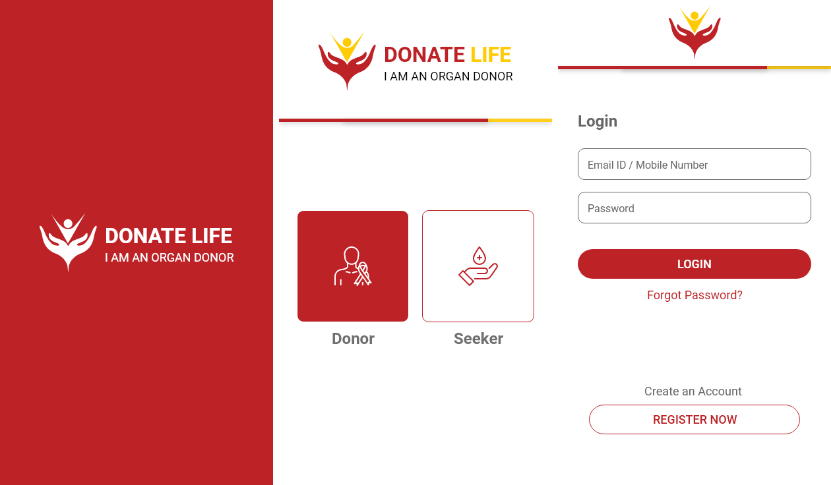 DONATE LIFE
I AM AN ORGAN DONOR
DONATE LIFE
I AM AN ORGAN DONOR
Donor
Seeker
Login
Email ID / Mobile Number
Password
LOGIN
Forgot Password?
Create an Account
REGISTER NOW